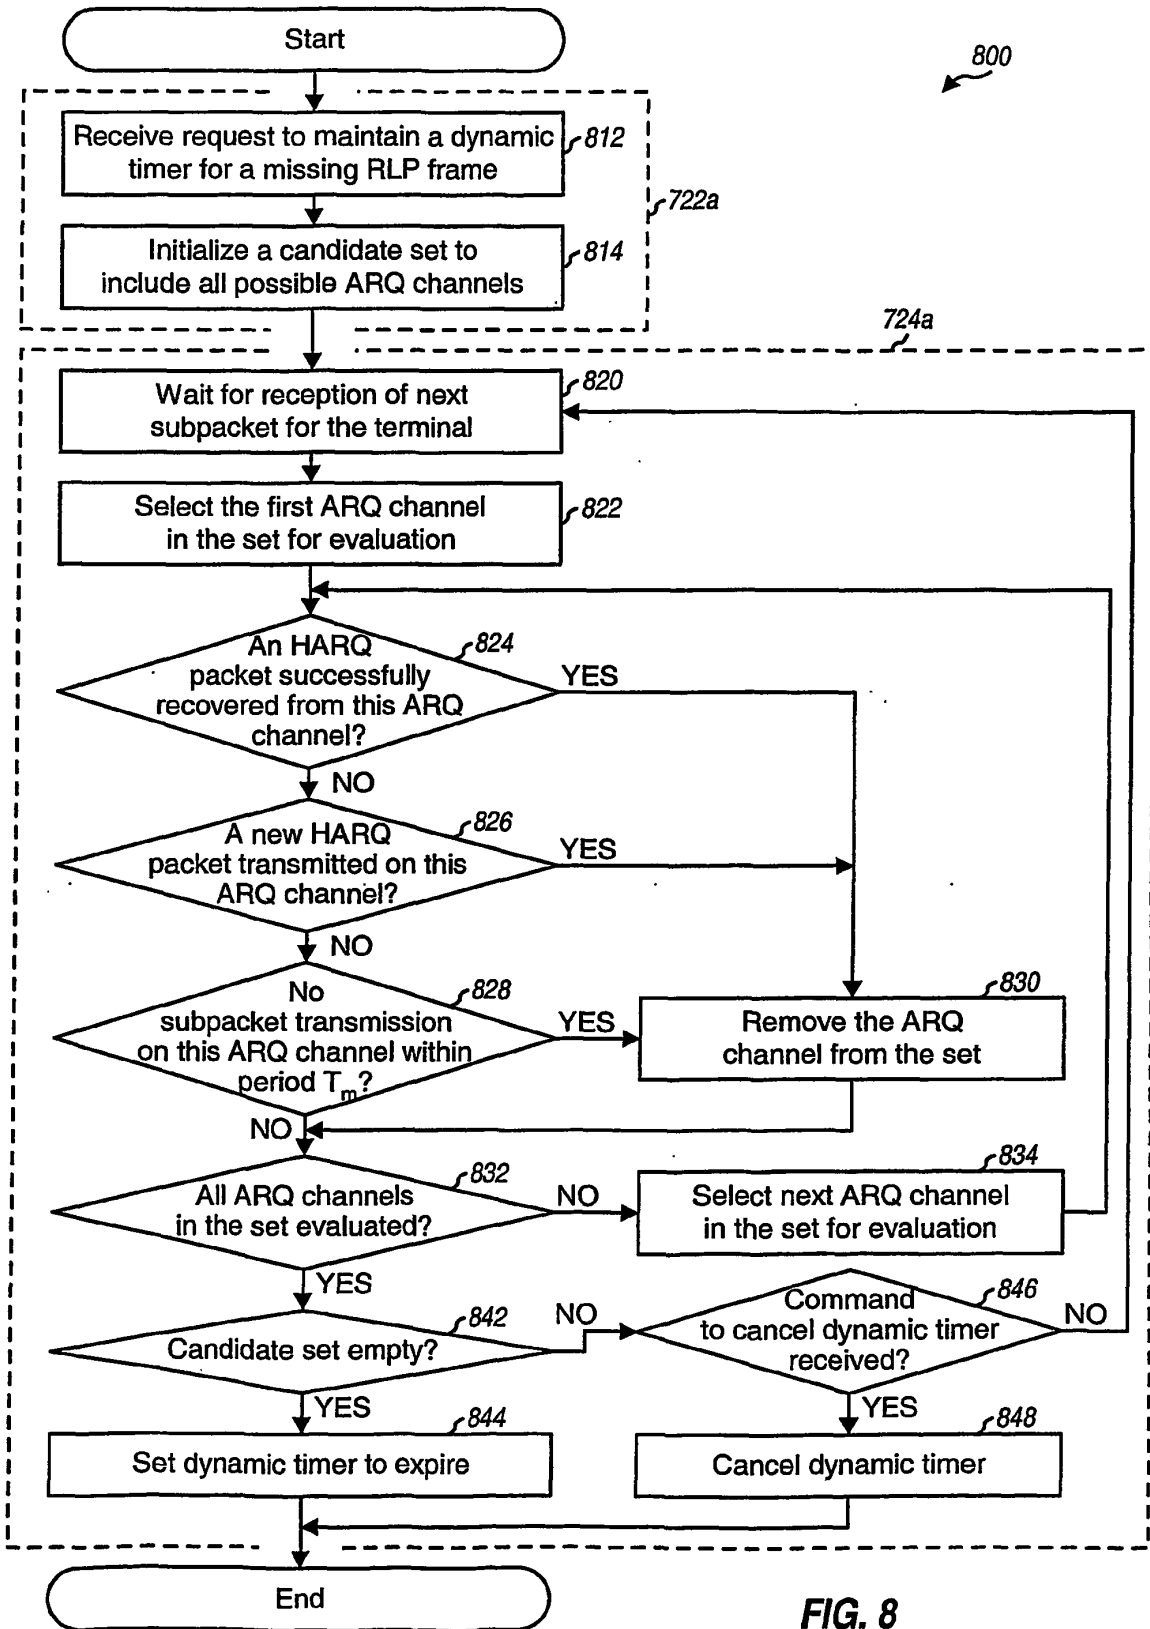 Start
800
Receive request to maintain a dynamic
timer for a missing RLP frame
812
722a
Initialize a candidate set to
include all possible ARQ channels
814
724a
Wait for reception of next
subpacket for the terminal
820
Select the first ARQ channel
in the set for evaluation
822
An HARQ
packet successfully
recovered from this ARQ
channel?
824
YES
NO
A new HARQ
packet transmitted on this
ARQ channel?
826
YES
NO
No
subpacket transmission
on this ARQ channel within
period Tm?
828
YES
Remove the ARQ
channel from the set
830
NO
All ARQ channels
in the set evaluated?
832
NO
Select next ARQ channel
in the set for evaluation
834
YES
Candidate set empty?
842
NO
Command
to cancel dynamic timer
received?
846
NO
YES
YES
Set dynamic timer to expire
844
Cancel dynamic timer
848
End
FIG. 8